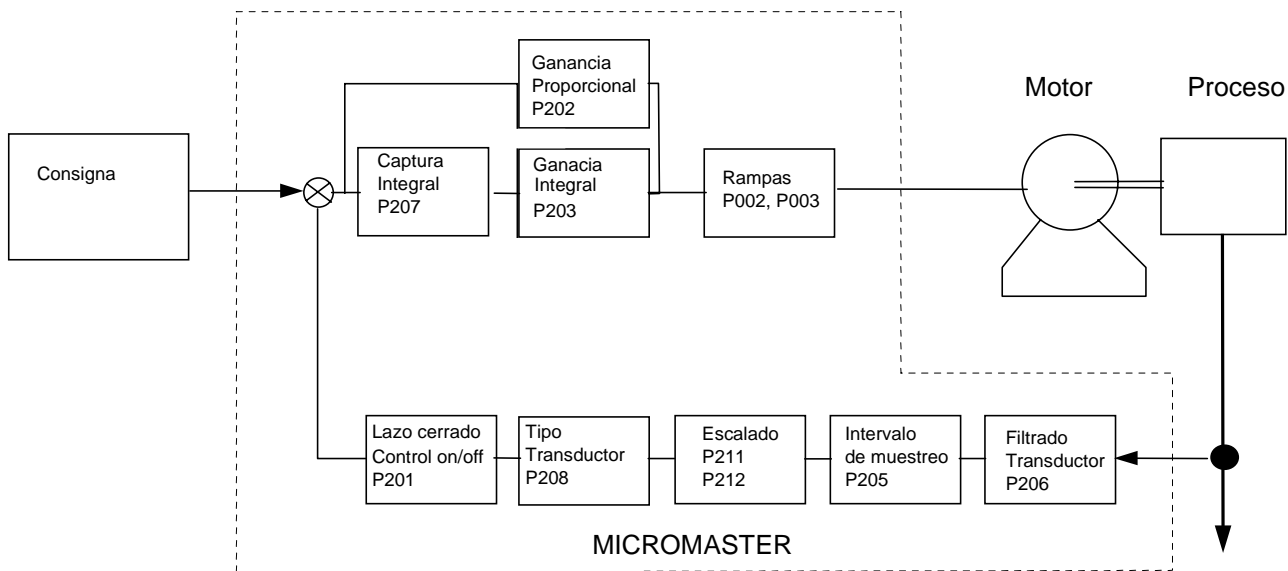 Ganancia
Proporcional
P202
Motor
Proceso
Consigna
Captura
Integral
P207
Ganacia
Integral
P203
Rampas
P002, P003
Lazo cerrado
Control on/off
P201
Tipo
Transductor
P208
Escalado
P211
P212
Intervalo
de muestreo
P205
Filtrado
Transductor
P206
MICROMASTER